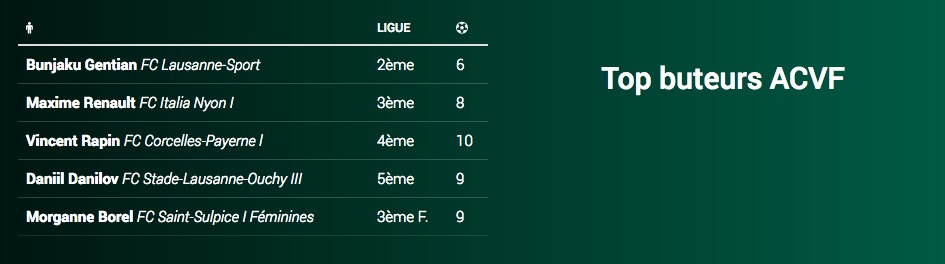 LIGUE
Bunjaku Gentian FC Lausanne-Sport 2ème 6
Maxime Renault FC Italia Nyon I 3ème 8
Vincent Rapin FC Corcelles-Payerne l 4ème 10
Daniil Danilov FC Stade-Lausanne-Ouchy III 5ème 9
Morganne Borel FC Saint-Sulpice I Féminines 3ème F. 9
Top buteurs ACVF